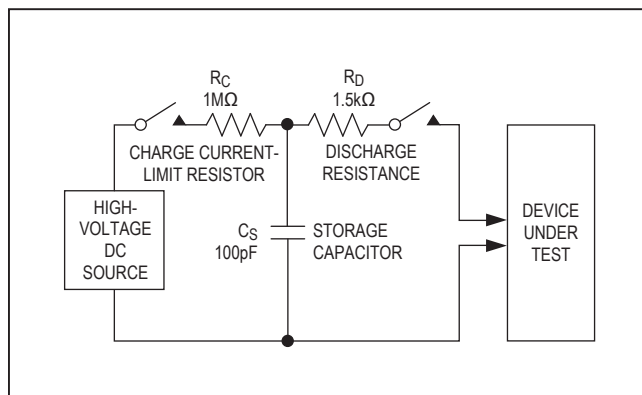 RC
1MΩ
RD
1.5kΩ
CHARGE CURRENT-
LIMIT RESISTOR
DISCHARGE
RESISTANCE
HIGH-
VOLTAGE
DC
SOURCE
CS
100pF
STORAGE
CAPACITOR
DEVICE
UNDER
TEST